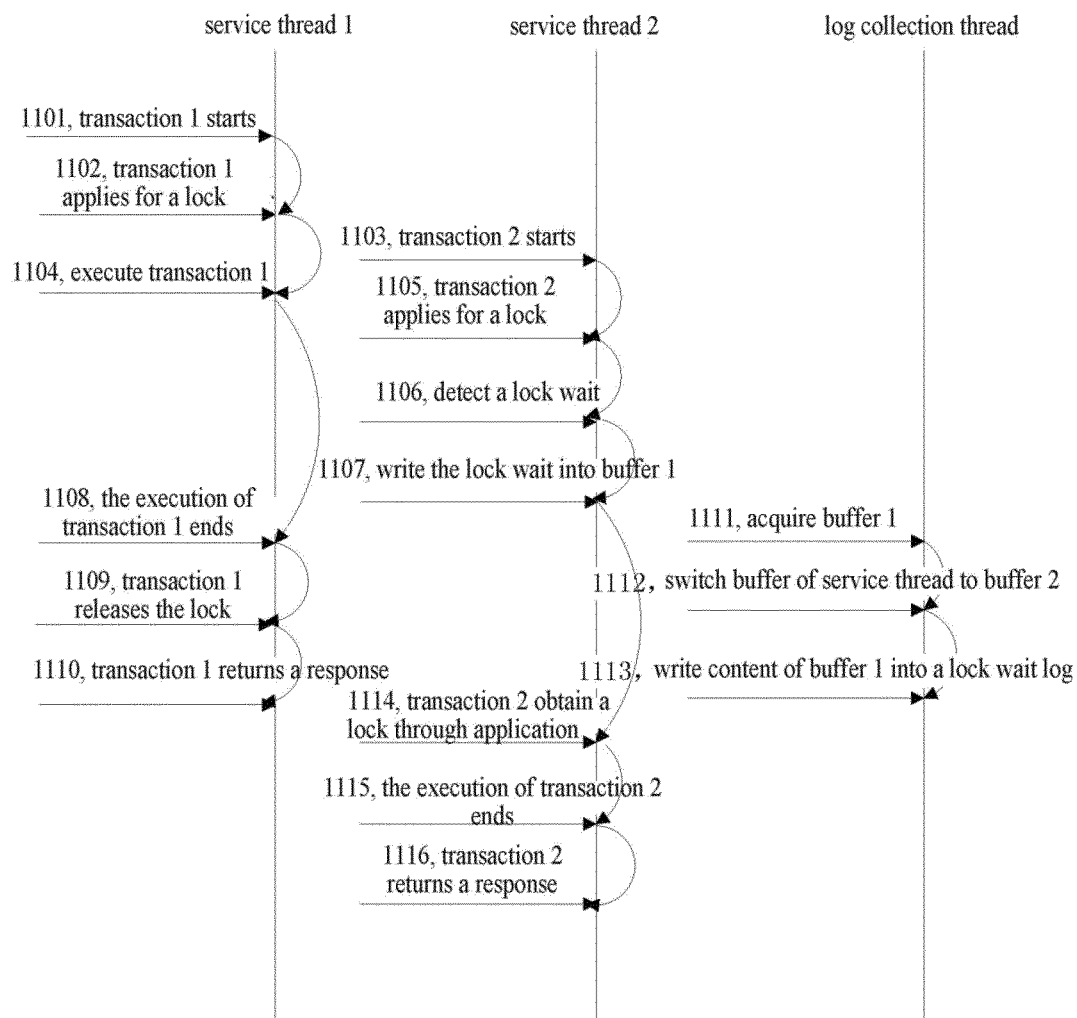 service thread 1
service thread 2
log collection thread
1101, transaction 1 starts
1102, transaction 1
applies for a lock
1103, transaction 2 starts
1104, execute transaction 1
1105, transaction 2
applies for a lock
1106, detect a lock wait
1107, write the lock wait into buffer 1
1108, the execution of
transaction 1 ends
1111, acquire buffer 1
1109, transaction 1
releases the lock
1112, switch buffer of service thread to buffer 2
1110, transaction 1 returns a response
1113, write content of buffer 1 into a lock wait log
1114, transaction 2 obtain a
lock through application
1115, the execution of transaction 2
ends
1116, transaction 2
returns a response